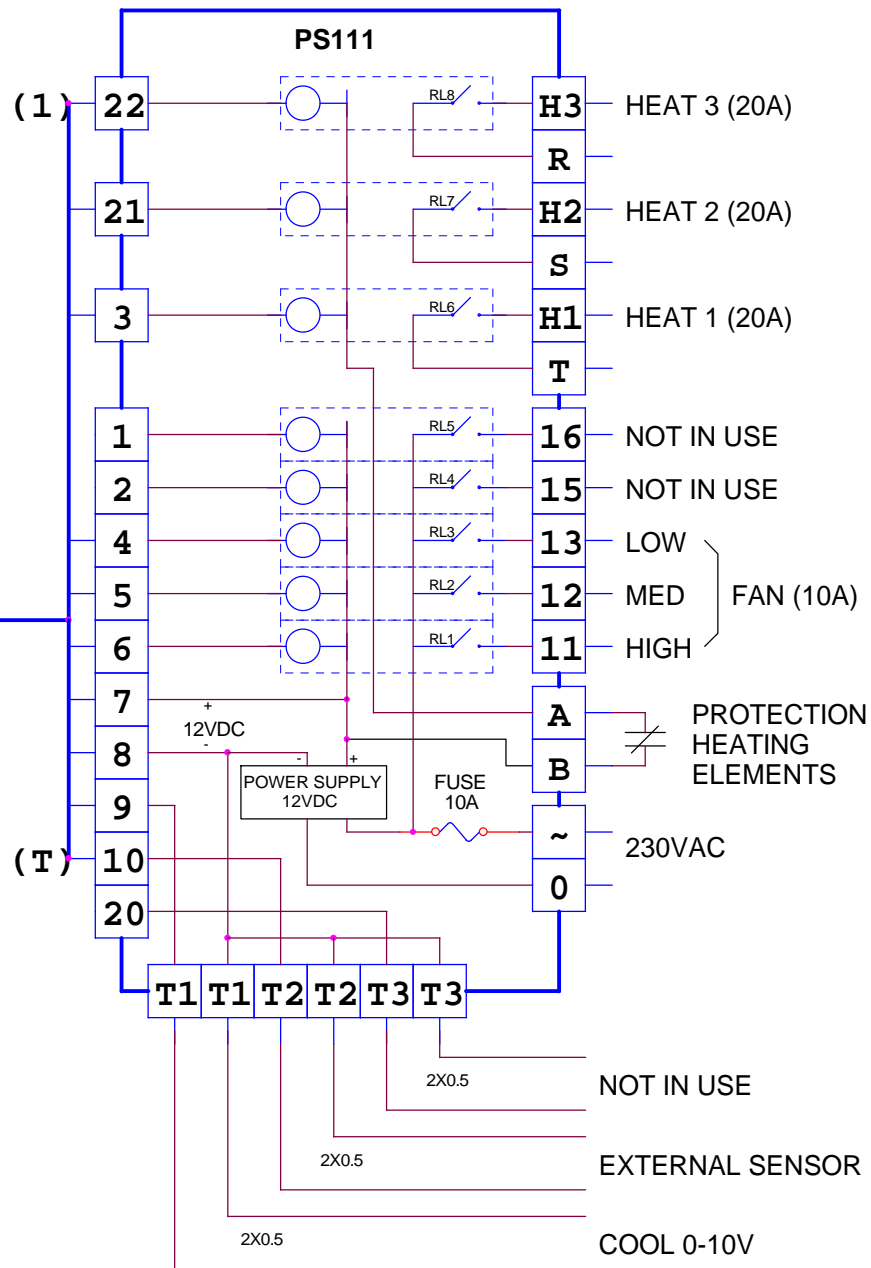 PS111
(1) 22 RL8 H3 HEAT 3 (20A)
R
21 RL7 H2 HEAT 2 (20A)
S
3 RL6 H1 HEAT 1 (20A)
T
1 RL5 16 NOT IN USE
2 RL4 15 NOT IN USE
4 RL3 13 LOW
5 RL2 12 MED FAN (10A)
6 RL1 11 HIGH
7 + A PROTECTION
12VDC HEATING
8 - - + B ELEMENTS
POWER SUPPLY
12VDC
FUSE
10A
9 ~
230VAC
(T) 10 0
20
T1 T1 T2 T2 T3 T3
2X0.5 NOT IN USE
2X0.5 EXTERNAL SENSOR
2X0.5 COOL 0-10V